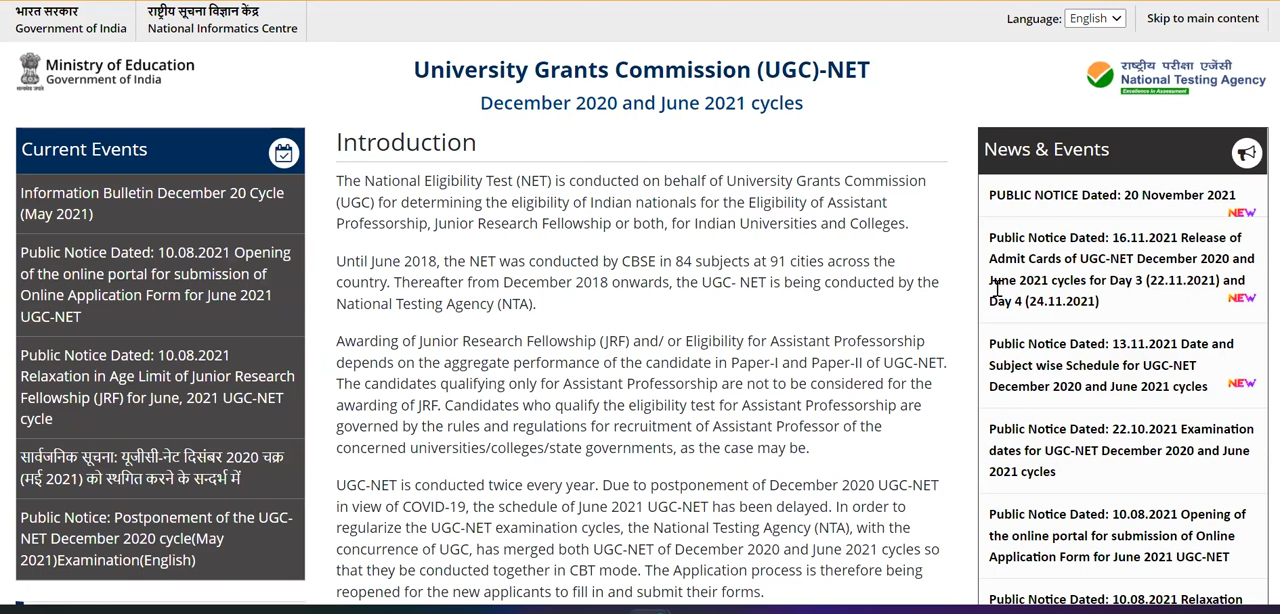 भारत सरकार
Government of India
राष्ट्रीय सूचना विज्ञान केंद्र
National Informatics Centre
Language: English
Skip to main content
Ministry of Education
Government of India
University Grants Commission (UGC)-NET
December 2020 and June 2021 cycles
राष्ट्रीय परीक्षा एजेंसी
National Testing Agency
Excellence in Assessment
Current Events
Information Bulletin December 20 Cycle
(May 2021)
Public Notice Dated: 10.08.2021 Opening
of the online portal for submission of
Online Application Form for June 2021
UGC-NET
Public Notice Dated: 10.08.2021
Relaxation in Age Limit of Junior Research
Fellowship (JRF) for June, 2021 UGC-NET
cycle
सार्वजनिक सूचना: यूजीसी-नेट दिसंबर 2020 चक्र
(मई 2021) को स्थगित करने के सन्दर्भ में
Public Notice: Postponement of the UGC-
NET December 2020 cycle(May
2021)Examination(English)
Introduction
The National Eligibility Test (NET) is conducted on behalf of University Grants Commission
(UGC) for determining the eligibility of Indian nationals for the Eligibility of Assistant
Professorship, Junior Research Fellowship or both, for Indian Universities and Colleges.
Until June 2018, the NET was conducted by CBSE in 84 subjects at 91 cities across the
country. Thereafter from December 2018 onwards, the UGC- NET is being conducted by the
National Testing Agency (NTA).
Awarding of Junior Research Fellowship (JRF) and/ or Eligibility for Assistant Professorship
depends on the aggregate performance of the candidate in Paper-I and Paper-II of UGC-NET.
The candidates qualifying only for Assistant Professorship are not to be considered for the
awarding of JRF. Candidates who qualify the eligibility test for Assistant Professorship are
governed by the rules and regulations for recruitment of Assistant Professor of the
concerned universities/colleges/state governments, as the case may be.
UGC-NET is conducted twice every year. Due to postponement of December 2020 UGC-NET
in view of COVID-19, the schedule of June 2021 UGC-NET has been delayed. In order to
regularize the UGC-NET examination cycles, the National Testing Agency (NTA), with the
concurrence of UGC, has merged both UGC-NET of December 2020 and June 2021 cycles so
that they be conducted together in CBT mode. The Application process is therefore being
reopened for the new applicants to fill in and submit their forms.
News & Events
PUBLIC NOTICE Dated: 20 November 2021
NEW
Public Notice Dated: 16.11.2021 Release of
Admit Cards of UGC-NET December 2020 and
June 2021 cycles for Day 3 (22.11.2021) and
Day 4 (24.11.2021)
NEW
Public Notice Dated: 13.11.2021 Date and
Subject wise Schedule for UGC-NET
December 2020 and June 2021 cycles
NEW
Public Notice Dated: 22.10.2021 Examination
dates for UGC-NET December 2020 and June
2021 cycles
Public Notice Dated: 10.08.2021 Opening of
the online portal for submission of Online
Application Form for June 2021 UGC-NET
Public Notice Dated: 10.08.2021 Relaxation